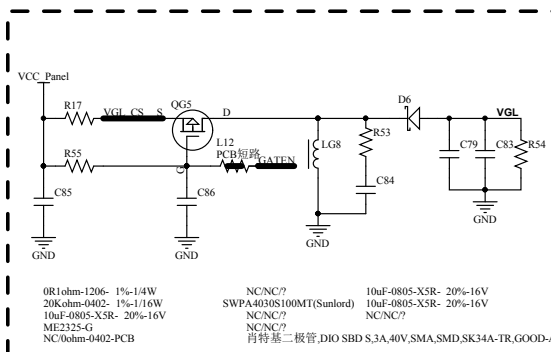 VCC_Panel
R17
VGL_CS_S
QG5
D
D6
VGL
L12
PCB短路
GATEN
G
R55
LG8
R53
C79
C83
R54
C84
C85
C86
GND
GND
GND
GND
0R1ohm-1206- 1%-1/4W
20Kohm-0402- 1%-1/16W
10uF-0805-X5R- 20%-16V
ME2325-G
NC/0ohm-0402-PCB
NC/NC/?
SWPA4030S100MT(Sunlord)
NC/NC/?
NC/NC/?
肖特基二极管,DIO SBD S,3A,40V,SMA,SMD,SK34A-TR,GOOD-
10uF-0805-X5R- 20%-16V
10uF-0805-X5R- 20%-16V
NC/NC/?